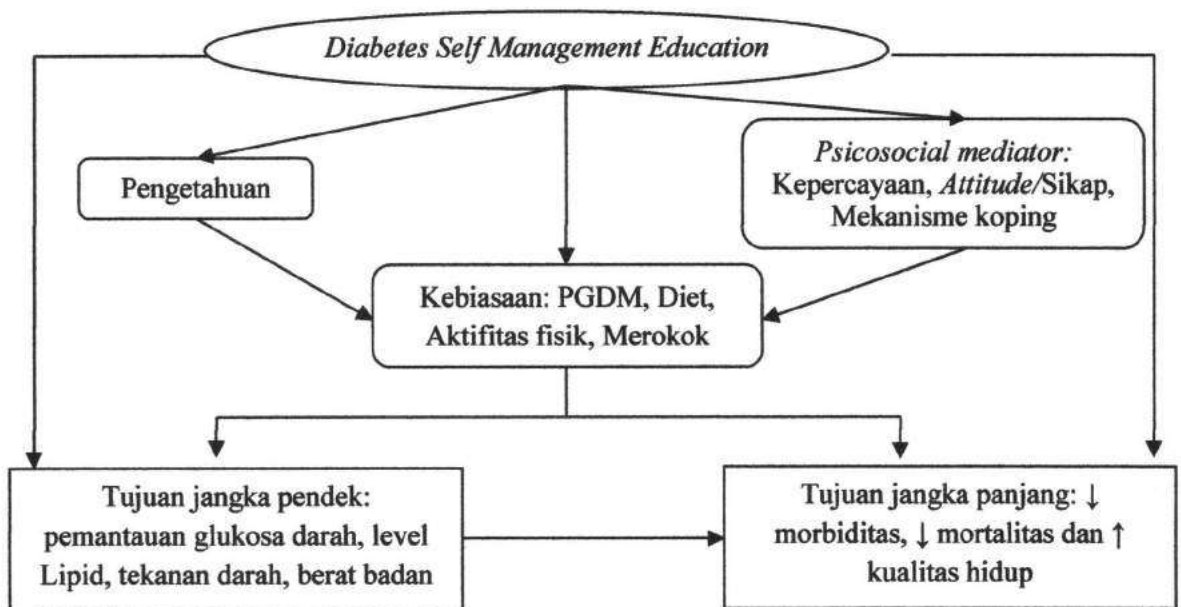 Diabetes Self Management Education
Pengetahuan
Psicosocial mediator:
Kepercayaan, Attitude/Sikap,
Mekanisme koping
Kebiasaan: PGDM, Diet,
Aktifitas fisik, Merokok
Tujuan jangka pendek:
pemantauan glukosa darah, level
Lipid, tekanan darah, berat badan
Tujuan jangka panjang: ↓
morbiditas, ↓ mortalitas dan ↑
kualitas hidup